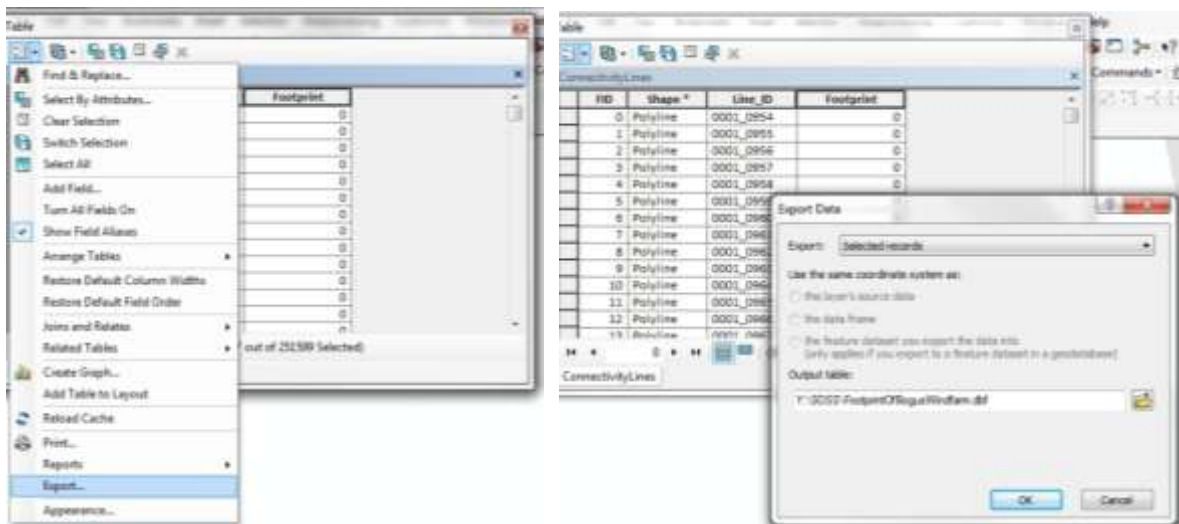 Table
Find & Replace...
Select By Attributes...
Clear Selection
Switch Selection
Select All
Add Field...
Turn All Fields On
Show Field Aliases
Arrange Tables
Restore Default Column Widths
Restore Default Field Order
Joins and Relates
Related Tables
Create Graph...
Add Table to Layout
Reload Cache
Print...
Reports
Export...
Appearance...
Footprint
0
0
0
0
0
0
0
0
0
0
0
0
0
out of 251599 Selected)
Table
Help
Commands
ConnectivityLines
FID Shape * Line_ID Footprint
0 Polyline 0001_0954 0
1 Polyline 0001_0955 0
2 Polyline 0001_0956 0
3 Polyline 0001_0957 0
4 Polyline 0001_0958 0
5 Polyline
6 Polyline
7 Polyline
8 Polyline
9 Polyline
10 Polyline
11 Polyline
12 Polyline
13 Polyline
0
ConnectivityLines
Export Data
Export: Selected records
Use the same coordinate system as:
the layer's source data
the data frame
the feature dataset you export the data into
(only applies if you export to a feature dataset in a geodatabase)
Output table:
OK Cancel